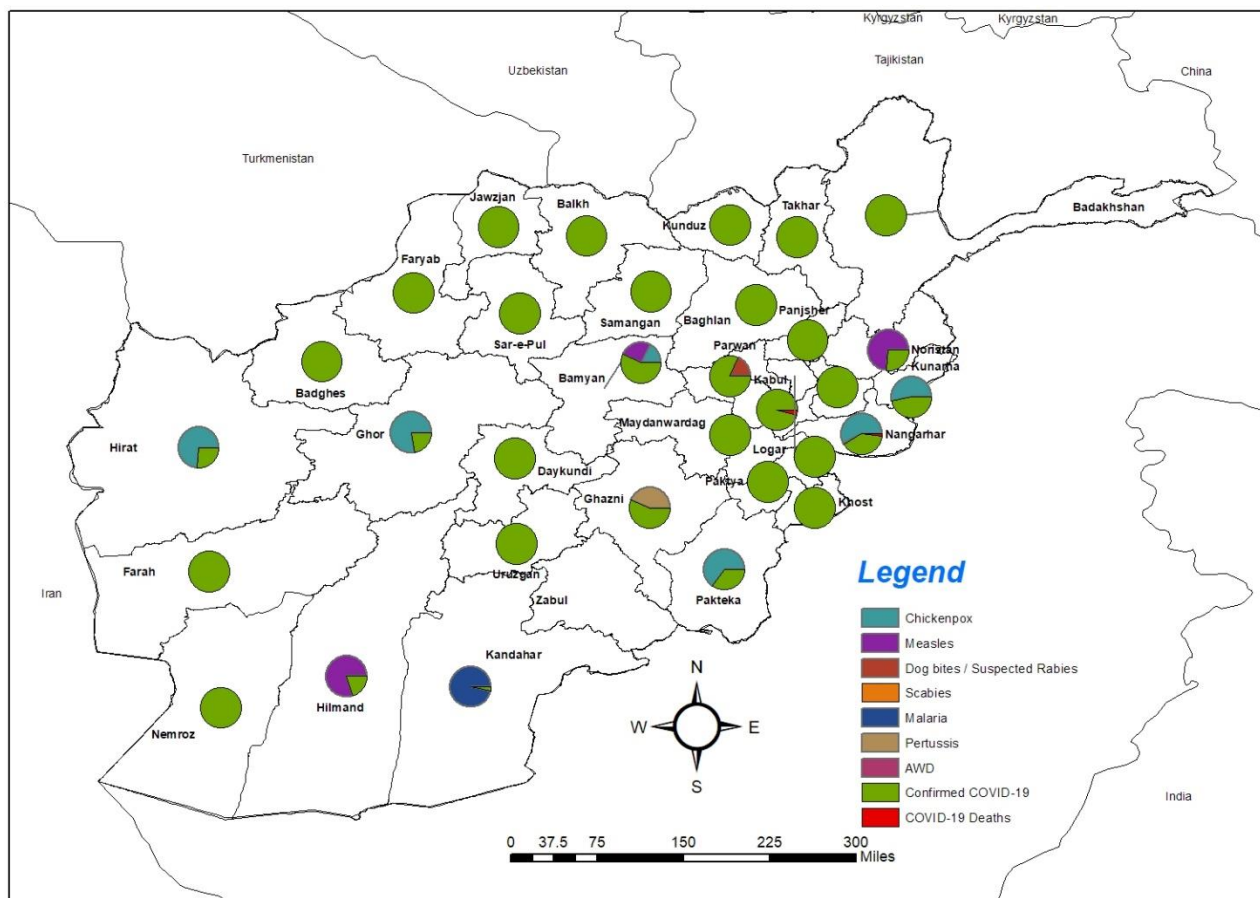 Kyrgyzstan
Kyrgyzstan
Uzbekistan
Tajikistan
China
Turkmenistan
Jawzjan
Balkh
Kunduz
Takhar
Badakhshan
Faryab
Samangan
Baghlan
Panjsher
Sar-e-Pul
Parwan
Noristan
Kunarha
Badghes
Bamyan
Kabul
Hirat
Ghor
Maydanwardag
Logar
Nangarhar
Daykundi
Paktya
Ghazni
Khost
Farah
Uruzgan
Zabul
Pakteka
Iran
Kandahar
Hilmand
Nemroz
India
N
W
E
S
Legend
Chickenpox
Measles
Dog bites / Suspected Rabies
Scabies
Malaria
Pertussis
AWD
Confirmed COVID-19
COVID-19 Deaths
0 37.5 75 150 225 300
Miles